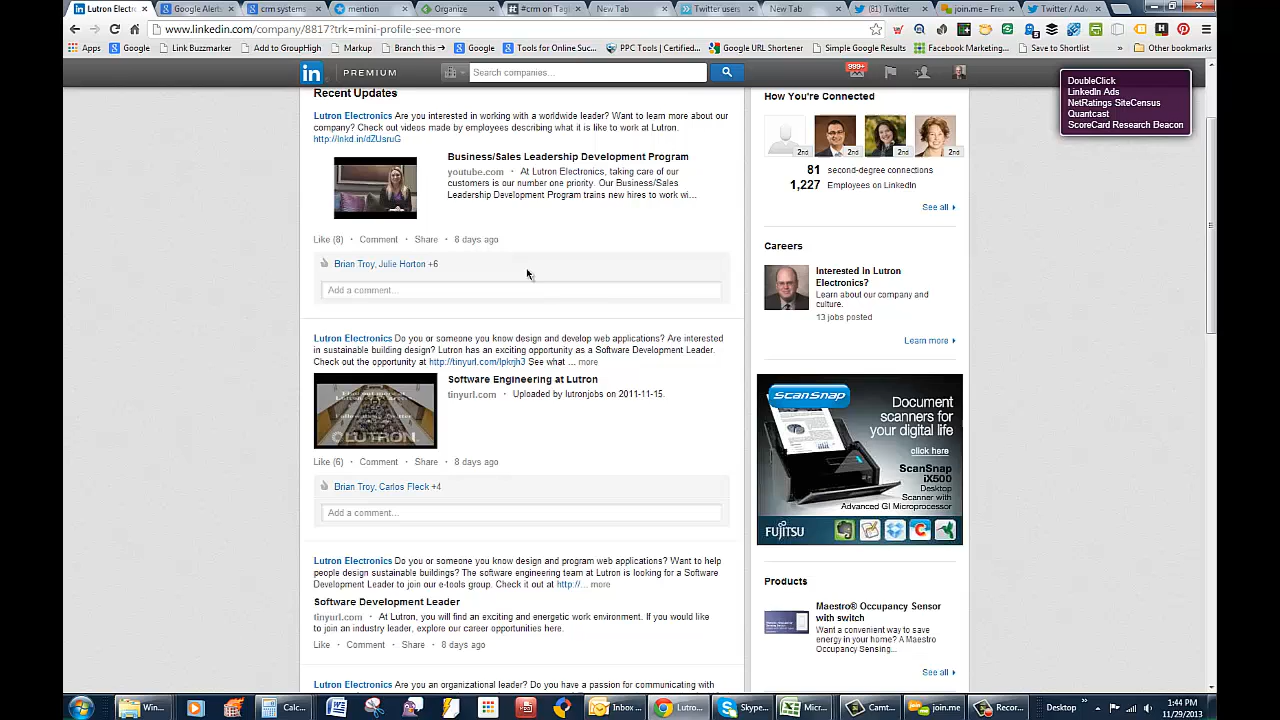 Lutron Electro
Google Alerts
crm systems
mention
Organize
#crm on Tag
New Tab
Twitter users
New Tab
(81) Twitter
join.me – Free
Twitter / Adv
www.linkedin.com/company/8817?trk=mini-profile-see-more
Apps
Google
Link Buzzmarker
Add to GroupHigh
Markup
Branch this →
Google
Tools for Online Suc...
PPC Tools | Certified...
Google URL Shortener
Simple Google Results
Facebook Marketing...
Save to Shortlist
»
Other bookmarks
in
PREMIUM
Search companies...
999+
DoubleClick
LinkedIn Ads
NetRatings SiteCensus
Quantcast
ScoreCard Research Beacon
Recent Updates
Lutron Electronics Are you interested in working with a worldwide leader? Want to learn more about our
company? Check out videos made by employees describing what it is like to work at Lutron.
http://lnkd.in/dZUsruG
Business/Sales Leadership Development Program
youtube.com · At Lutron Electronics, taking care of our
customers is our number one priority. Our Business/Sales
Leadership Development Program trains new hires to work wi...
Like (8) · Comment · Share · 8 days ago
Brian Troy, Julie Horton +6
Add a comment...
Lutron Electronics Do you or someone you know design and develop web applications? Are interested
in sustainable building design? Lutron has an exciting opportunity as a Software Development Leader.
Check out the opportunity at http://tinyurl.com/lpkrjh3 See what ... more
LUTRON
Software Engineering at Lutron
tinyurl.com · Uploaded by lutronjobs on 2011-11-15.
Like (6) · Comment · Share · 8 days ago
Brian Troy, Carlos Fleck +4
Add a comment...
Lutron Electronics Do you or someone you know design and program web applications? Want to help
people design sustainable buildings? The software engineering team at Lutron is looking for a Software
Development Leader to join our e-tools group. Check it out at http://... more
Software Development Leader
tinyurl.com · At Lutron, you will find an exciting and energetic work environment. If you would like
to join an industry leader, explore our career opportunities here.
Like · Comment · Share · 8 days ago
Lutron Electronics Are you an organizational leader? Do you have a passion for communicating with
How You're Connected
2nd
2nd
2nd
2nd
81 second-degree connections
1,227 Employees on LinkedIn
See all
Careers
Interested in Lutron
Electronics?
Learn about our company and
culture.
13 jobs posted
Learn more
ScanSnap
Document
scanners for
your digital life
click here
ScanSnap
iX500
Desktop
Scanner with
Advanced GI Microprocessor
FUJITSU
Products
Maestro® Occupancy Sensor
with switch
Want a convenient way to save
energy in your home? A Maestro
Occupancy Sensing...
See all
Win...
Calc...
Inbox ...
Lutro...
Skype...
Micr...
Camt...
join.me
Recor...
Desktop
»
1:44 PM
11/29/2013